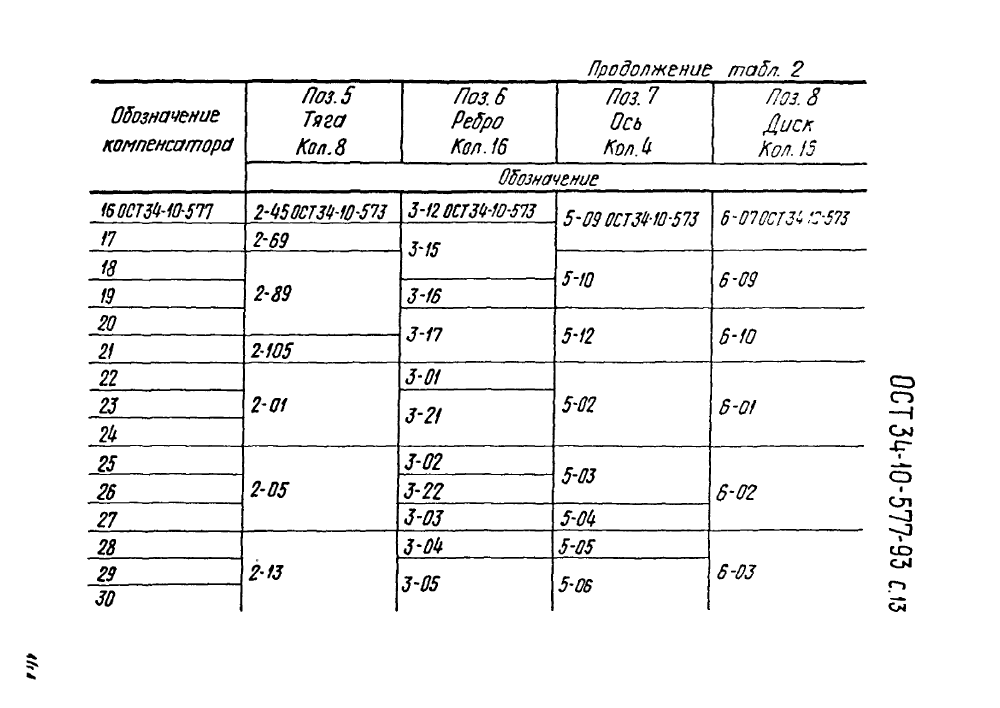 Продолжение табл. 2
Обозначение компенсатора
Поз. 5 Тяга Кол. 8
Поз. 6 Ребро Кол. 16
Поз. 7 Ось Кол. 4
Поз. 8 Диск Кол. 16
Обозначение
16 ОСТ 34-10-577 2-45 ОСТ 34-10-573 3-12 ОСТ 34-10-573 5-09 ОСТ 34-10-573 6-07 ОСТ 34-10-573
17 2-69 3-15
18 2-89 5-10 6-09
19 3-16
20 3-17 5-12 6-10
21 2-105
22 2-01 3-01 5-02 6-01
23 3-21
24
25 2-05 3-02 5-03 6-02
26 3-22
27 3-03 5-04
28 2-13 3-04 5-05 6-03
29 3-05 5-06
30
ОСТ 34-10-577-93 С.13